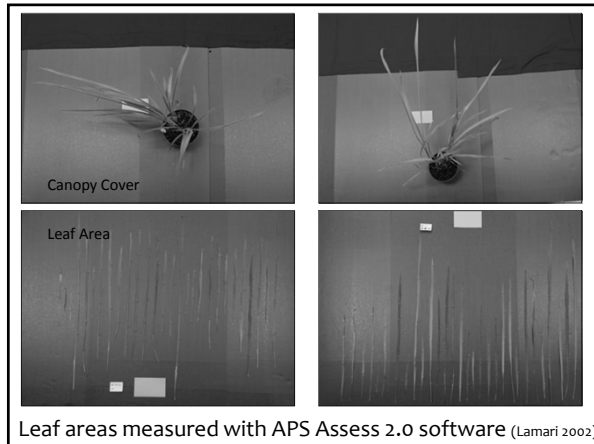 Canopy Cover
Leaf Area
Leaf areas measured with APS Assess 2.0 software (Lamari 2002)